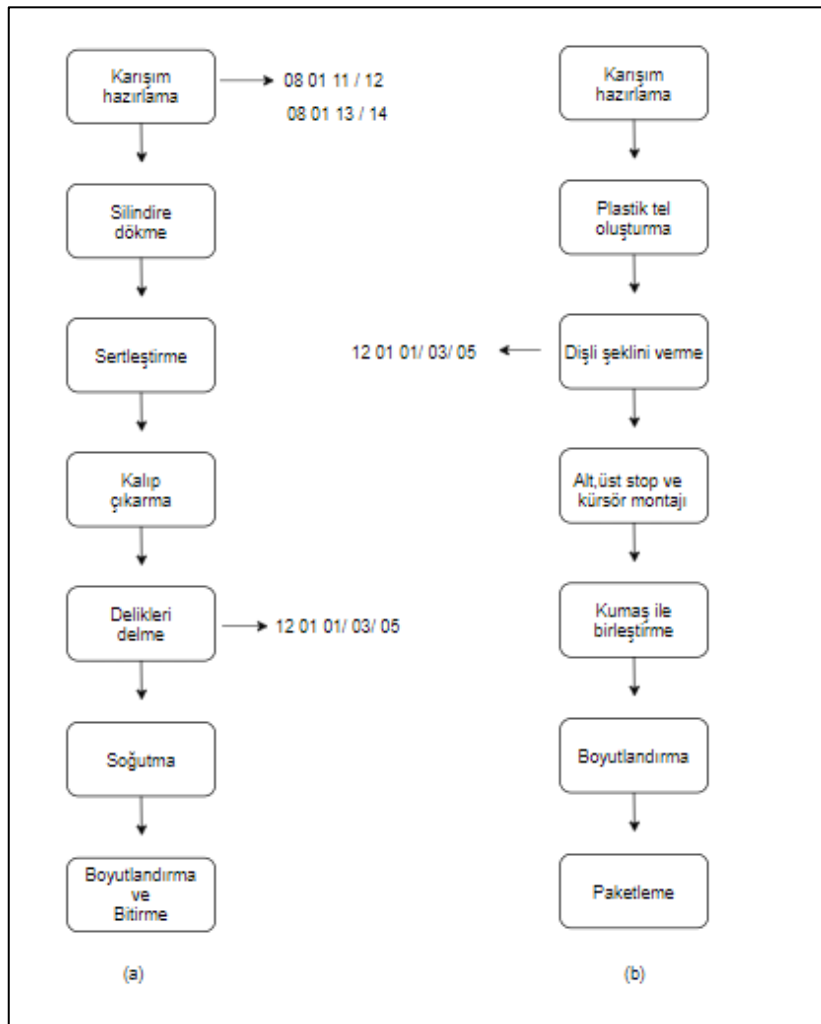 Karışım
hazırlama
08 01 11 / 12
08 01 13 / 14
Silindire
dökme
Sertleştirme
Kalıp
çıkarma
Delikleri
delme
12 01 01/ 03/ 05
Soğutma
Boyutlandırma
ve
Bitirme
(a)
Karışım
hazırlama
Plastik tel
oluşturma
12 01 01/ 03/ 05
Dişli şeklini verme
Alt,üst stop ve
kürsör montajı
Kumaş ile
birleştirme
Boyutlandırma
Paketleme
(b)